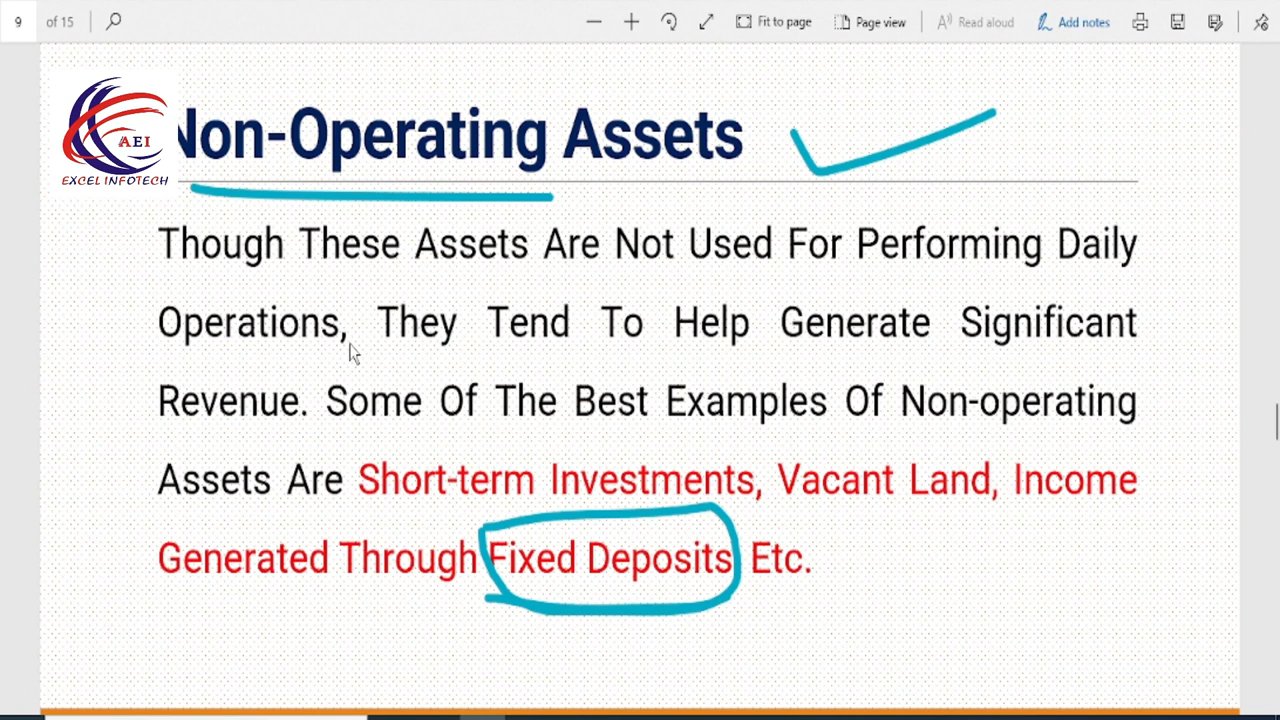 9 of 15 Fit to page Page view Read aloud Add notes
Non-Operating Assets
AEI
EXCEL INFOTECH
Though These Assets Are Not Used For Performing Daily
Operations, They Tend To Help Generate Significant
Revenue. Some Of The Best Examples Of Non-operating
Assets Are Short-term Investments, Vacant Land, Income
Generated Through Fixed Deposits Etc.